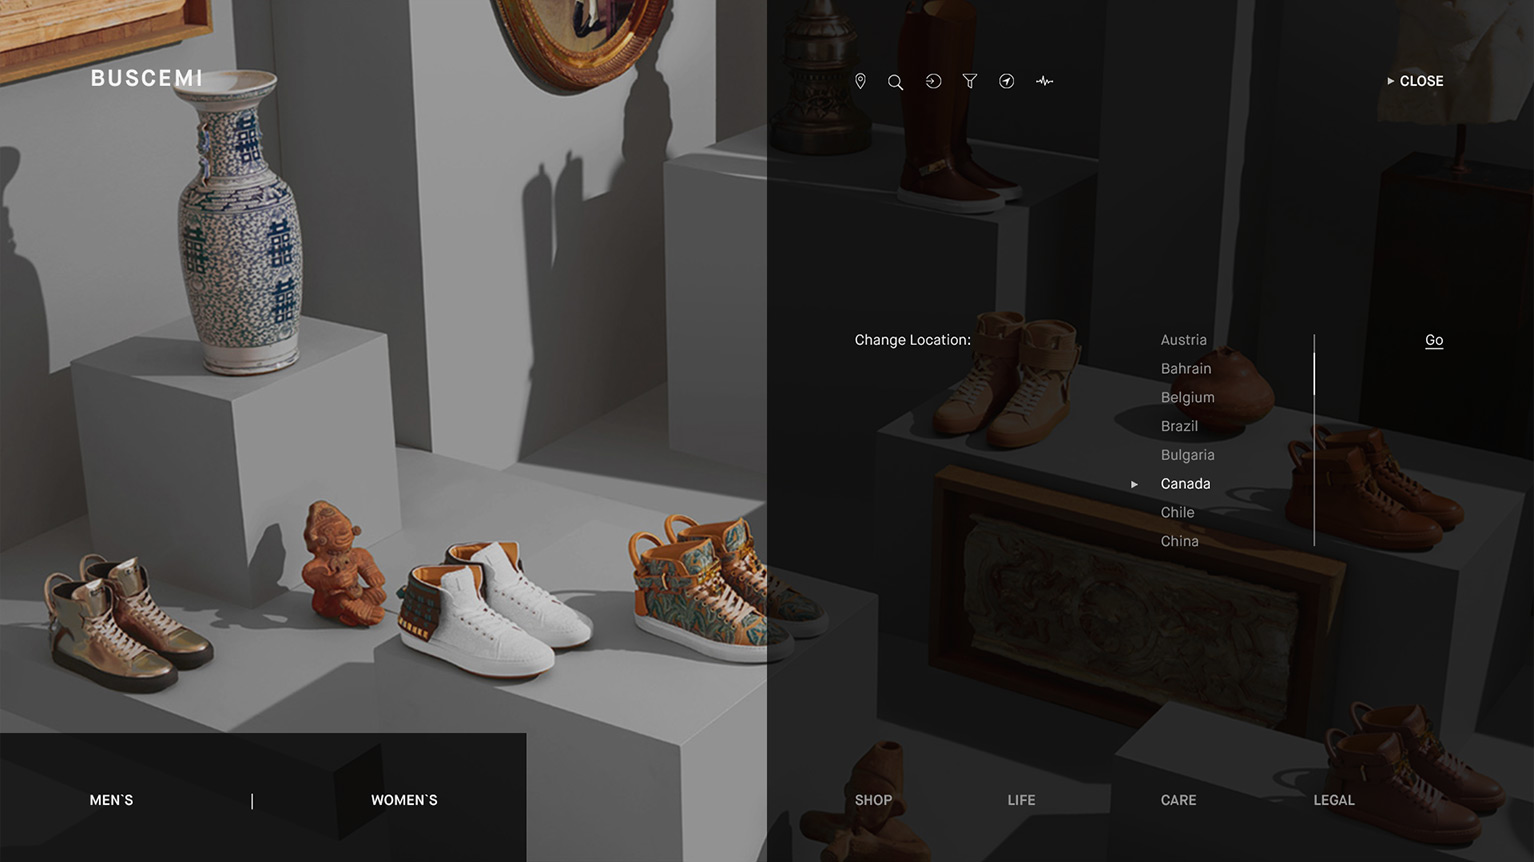 BUSCEMI
CLOSE
Change Location:
Austria
Bahrain
Belgium
Brazil
Bulgaria
Canada
Chile
China
Go
MEN`S | WOMEN`S
SHOP
LIFE
CARE
LEGAL